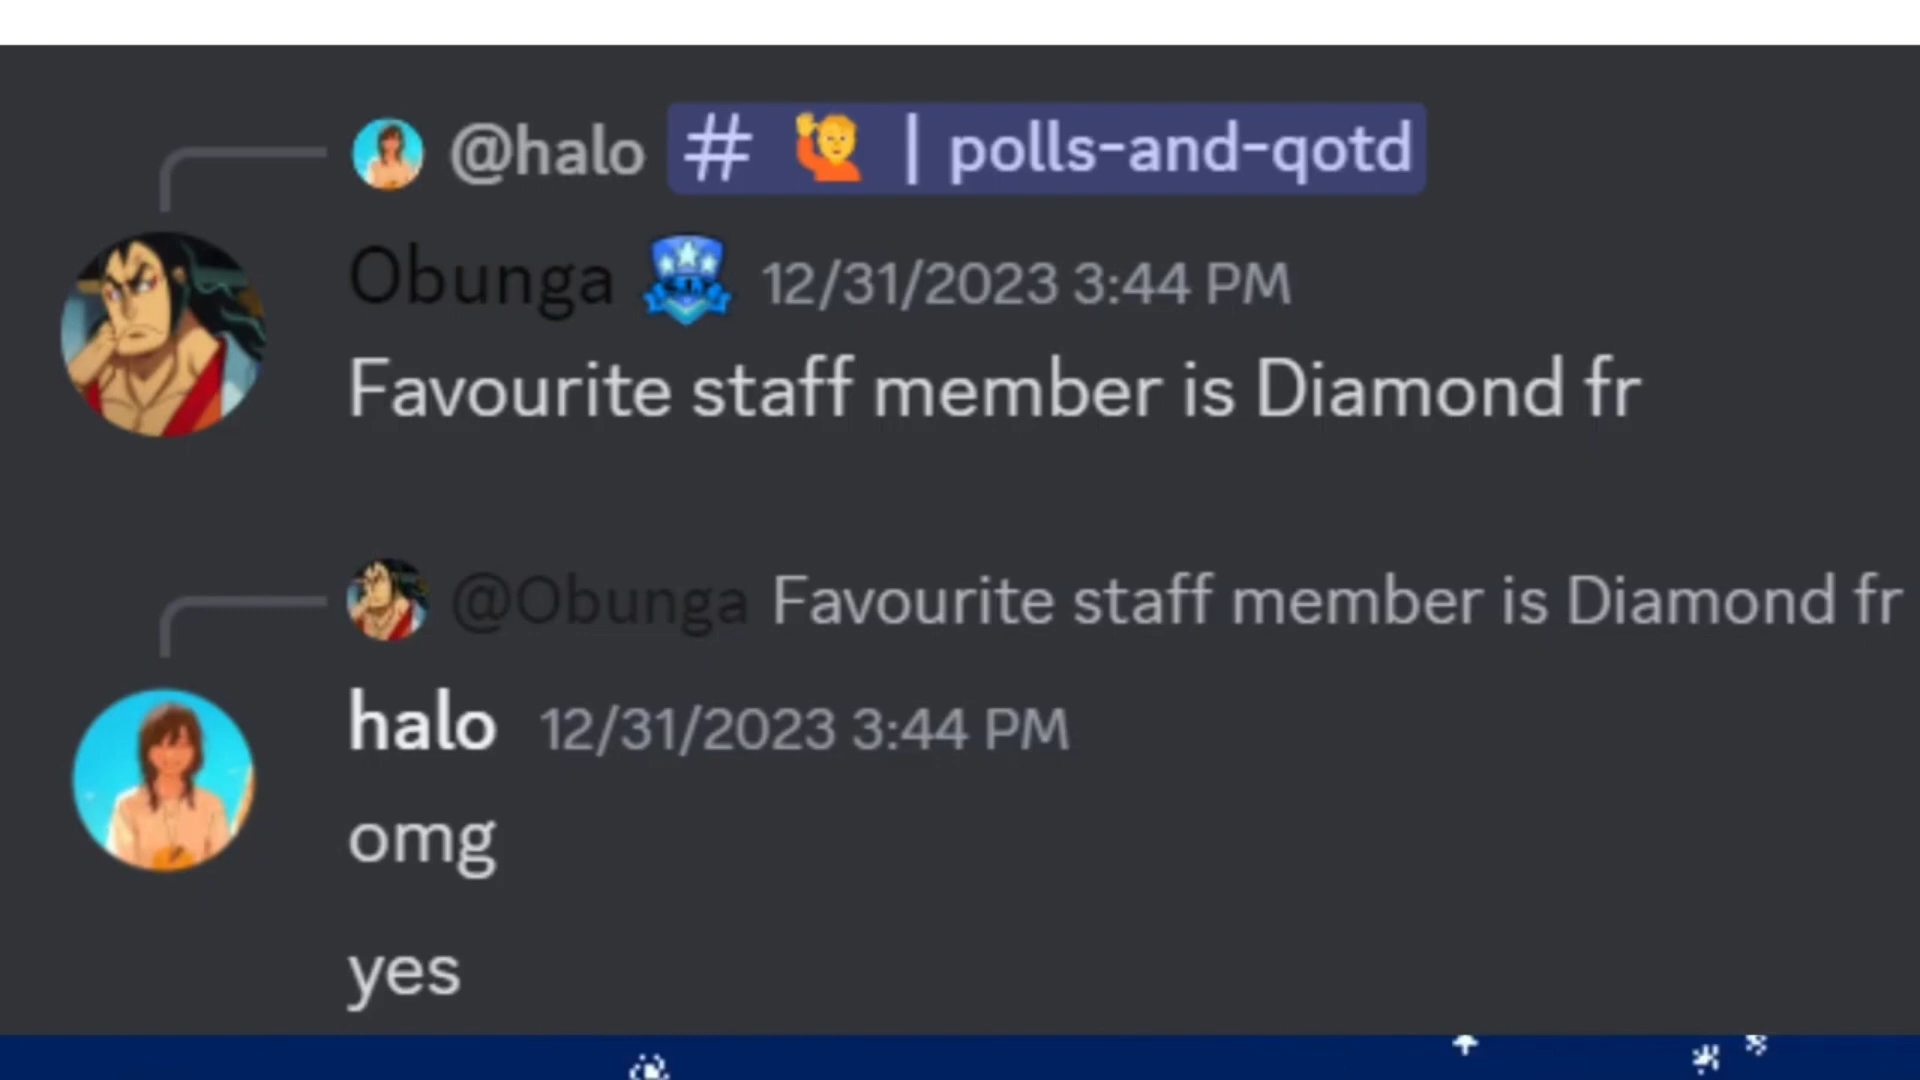 @halo # 🙋 | polls-and-qotd
Obunga 12/31/2023 3:44 PM
Favourite staff member is Diamond fr
@Obunga Favourite staff member is Diamond fr
halo 12/31/2023 3:44 PM
omg
yes